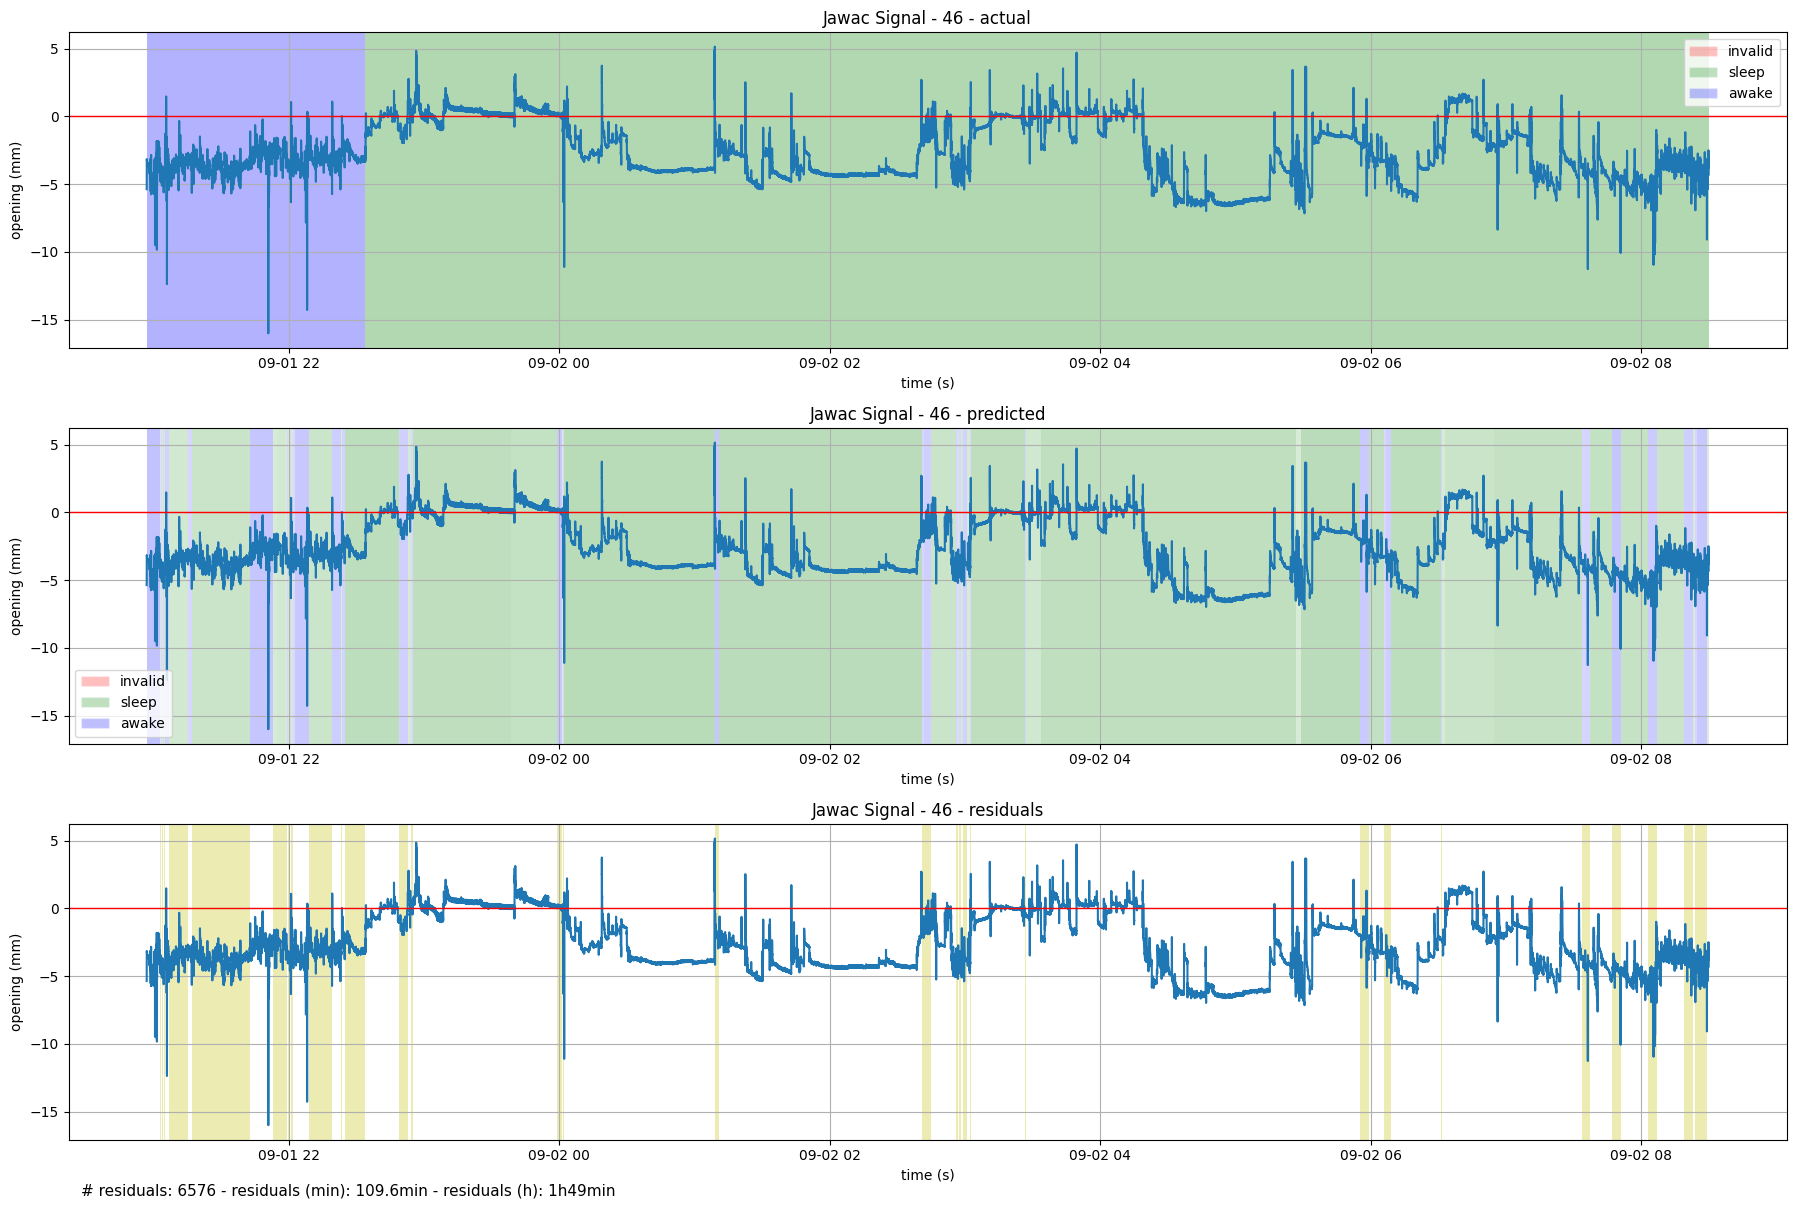 Jawac Signal - 46 - actual
5
0
−5
−10
−15
opening (mm)
invalid
sleep
awake
09-01 22
09-02 00
09-02 02
09-02 04
09-02 06
09-02 08
time (s)
Jawac Signal - 46 - predicted
5
0
−5
−10
−15
opening (mm)
invalid
sleep
awake
09-01 22
09-02 00
09-02 02
09-02 04
09-02 06
09-02 08
time (s)
Jawac Signal - 46 - residuals
5
0
−5
−10
−15
opening (mm)
09-01 22
09-02 00
09-02 02
09-02 04
09-02 06
09-02 08
time (s)
# residuals: 6576 - residuals (min): 109.6min - residuals (h): 1h49min